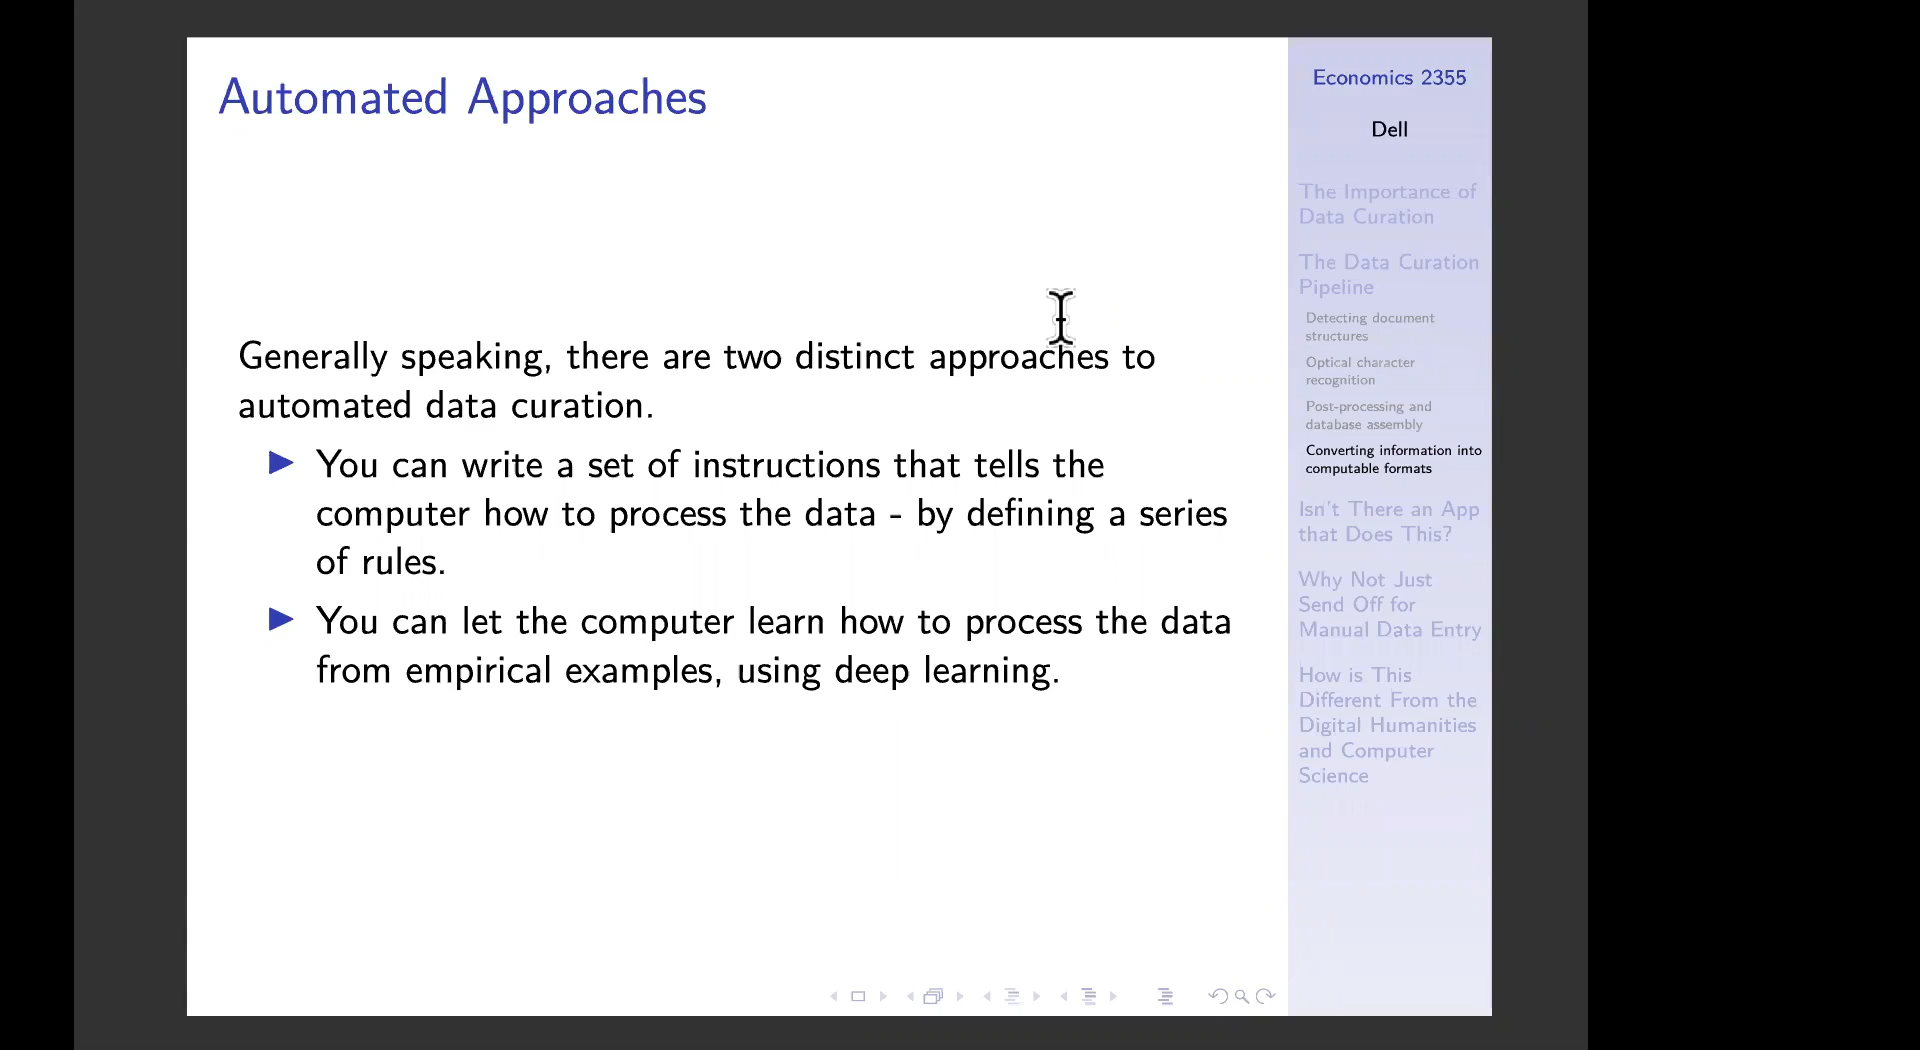 Automated Approaches
Generally speaking, there are two distinct approaches to
automated data curation.
You can write a set of instructions that tells the
computer how to process the data - by defining a series
of rules.
You can let the computer learn how to process the data
from empirical examples, using deep learning.
Economics 2355
Dell
The Importance of
Data Curation
The Data Curation
Pipeline
Detecting document
structures
Optical character
recognition
Post-processing and
database assembly
Converting information into
computable formats
Isn't There an App
that Does This?
Why Not Just
Send Off for
Manual Data Entry
How is This
Different From the
Digital Humanities
and Computer
Science